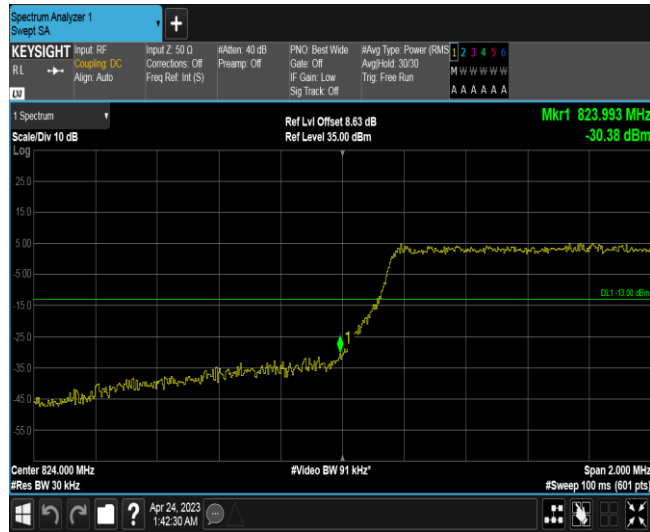 Spectrum Analyzer 1
Swept SA
KEYSIGHT
RL
LXI
Input: RF
Coupling: DC
Align: Auto
Input Z: 50 Ω
Corrections: Off
Freq Ref: Int (S)
#Atten: 40 dB
Preamp: Off
PNO: Best Wide
Gate: Off
IF Gain: Low
Sig Track: Off
#Avg Type: Power (RMS
Avg|Hold: 30/30
Trig: Free Run
1 2 3 4 5 6
M W W W W W
A A A A A A
1 Spectrum
Scale/Div 10 dB
Log
Ref Lvl Offset 8.63 dB
Ref Level 35.00 dBm
Mkr1 823.993 MHz
-30.38 dBm
25.0
15.0
5.00
-5.00
DL1 -13.00 dBm
-15.0
-25.0
1
-35.0
-45.0
-55.0
Center 824.000 MHz
#Video BW 91 kHz*
Span 2.000 MHz
#Res BW 30 kHz
#Sweep 100 ms (601 pts)
?
Apr 24, 2023
1:42:30 AM